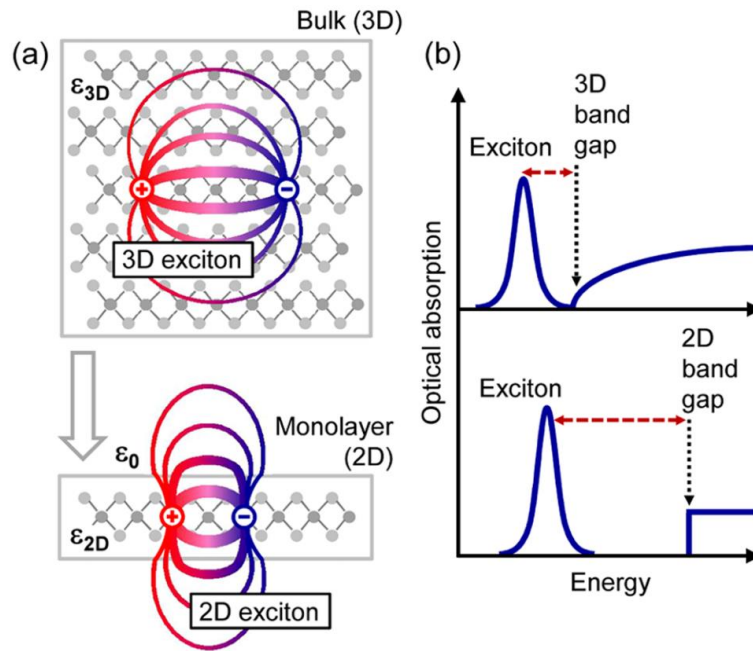 (a)
Bulk (3D)
ε3D
+
−
3D exciton
Monolayer
(2D)
ε0
ε2D
+
−
2D exciton
(b)
Optical absorption
Exciton
3D
band
gap
Exciton
2D
band
gap
Energy